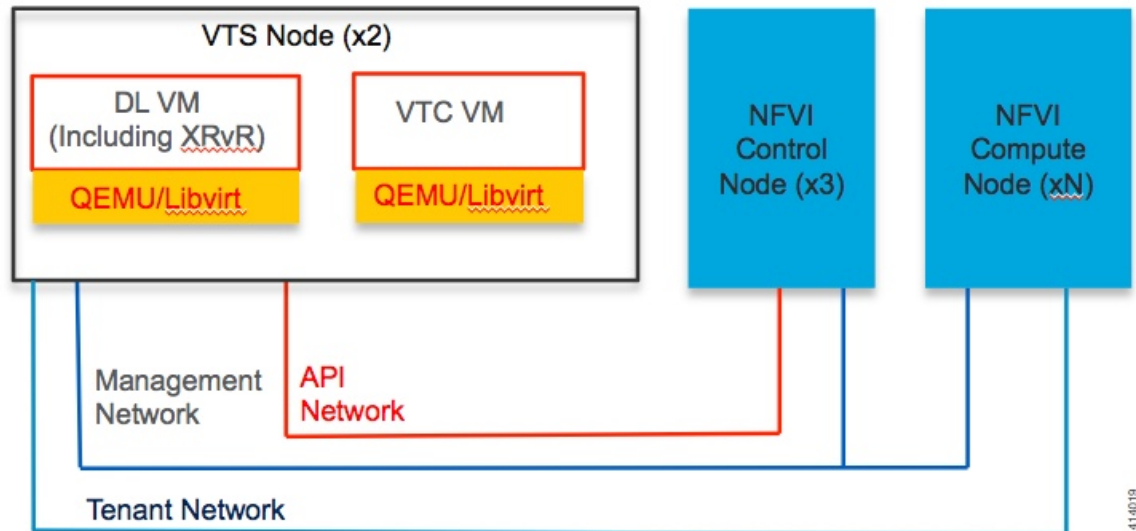 VTS Node (x2)
DL VM
(Including XRvR)
QEMU/Libvirt
VTC VM
QEMU/Libvirt
NFVI
Control
Node (x3)
NFVI
Compute
Node (xN)
Management
Network
API
Network
Tenant Network
414019